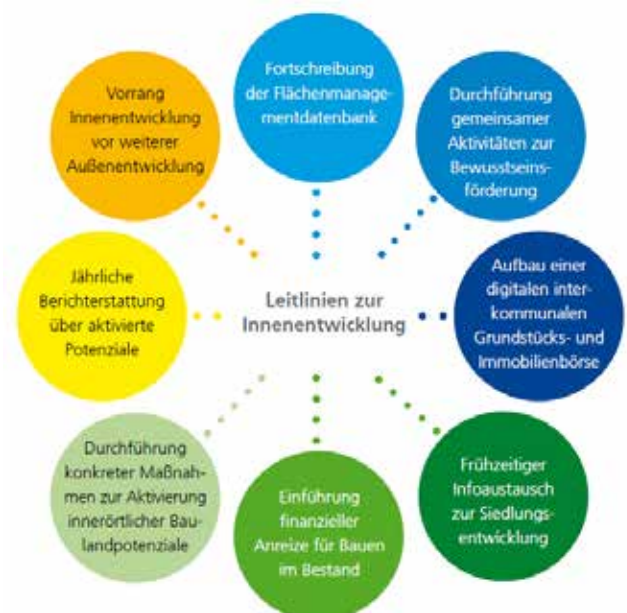 Fortschreibung
der Flächenmanage-
mentdatenbank
Durchführung
gemeinsamer
Aktivitäten zur
Bewusstseins-
förderung
Aufbau einer
digitalen inter-
kommunalen
Grundstücks- und
Immobilienbörse
Frühzeitiger
Infoaustausch
zur Siedlungs-
entwicklung
Einführung
finanzieller
Anreize für Bauen
im Bestand
Durchführung
konkreter Maßnah-
men zur Aktivierung
innerörtlicher Bau-
landpotenziale
Jährliche
Berichterstattung
über aktivierte
Potenziale
Vorrang
Innenentwicklung
vor weiterer
Außenentwicklung
Leitlinien zur
Innenentwicklung